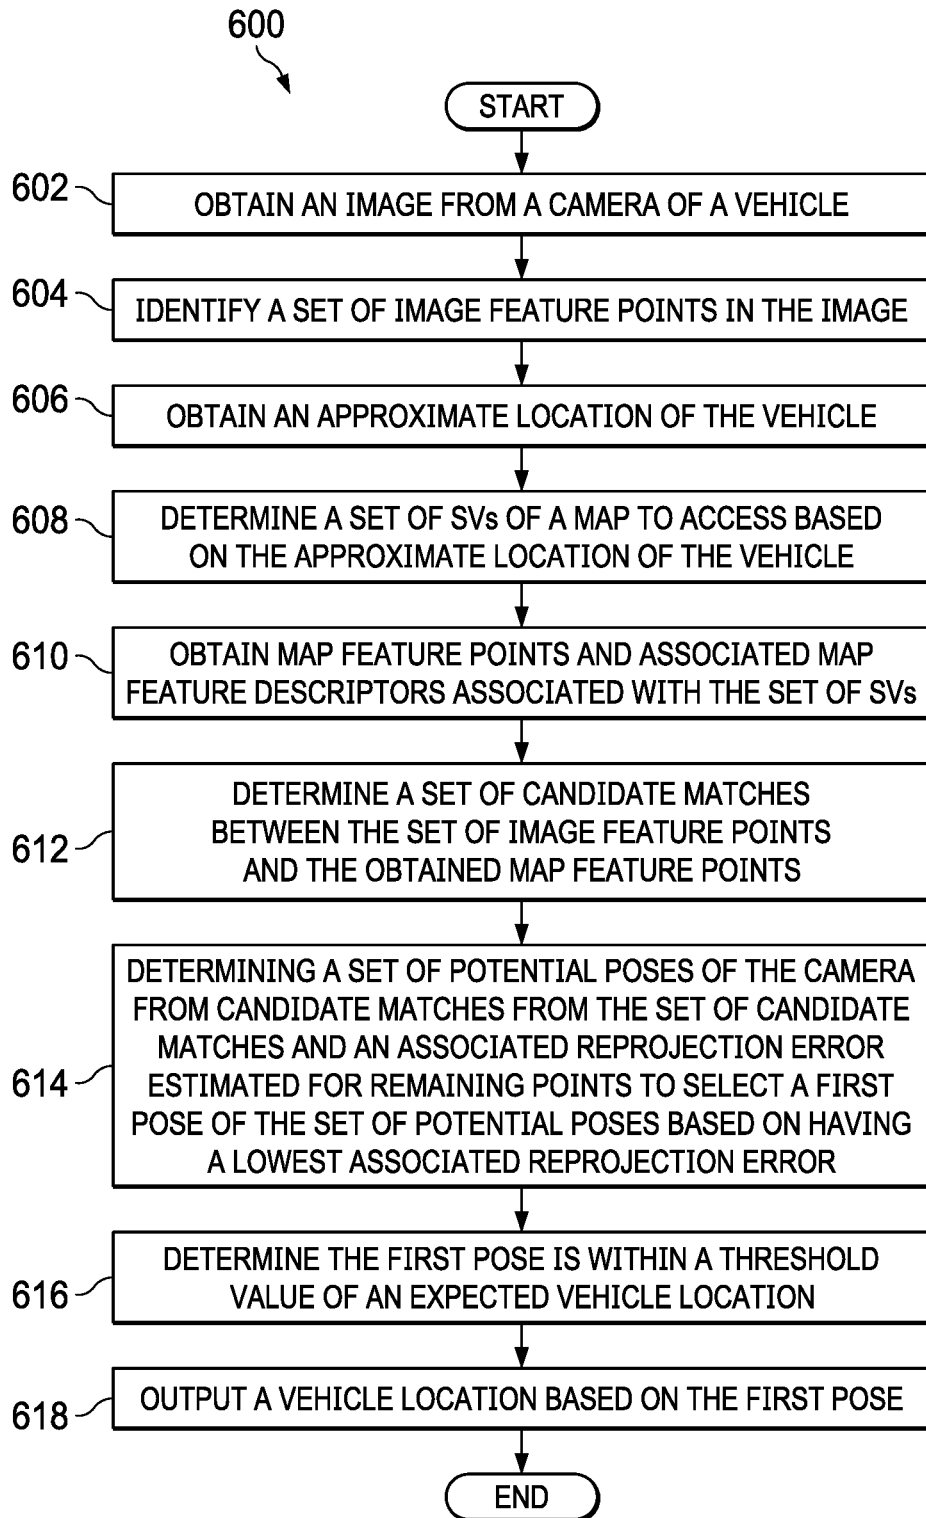 600
START
602
OBTAIN AN IMAGE FROM A CAMERA OF A VEHICLE
604
IDENTIFY A SET OF IMAGE FEATURE POINTS IN THE IMAGE
606
OBTAIN AN APPROXIMATE LOCATION OF THE VEHICLE
608
DETERMINE A SET OF SVs OF A MAP TO ACCESS BASED
ON THE APPROXIMATE LOCATION OF THE VEHICLE
610
OBTAIN MAP FEATURE POINTS AND ASSOCIATED MAP
FEATURE DESCRIPTORS ASSOCIATED WITH THE SET OF SVs
612
DETERMINE A SET OF CANDIDATE MATCHES
BETWEEN THE SET OF IMAGE FEATURE POINTS
AND THE OBTAINED MAP FEATURE POINTS
614
DETERMINING A SET OF POTENTIAL POSES OF THE CAMERA
FROM CANDIDATE MATCHES FROM THE SET OF CANDIDATE
MATCHES AND AN ASSOCIATED REPROJECTION ERROR
ESTIMATED FOR REMAINING POINTS TO SELECT A FIRST
POSE OF THE SET OF POTENTIAL POSES BASED ON HAVING
A LOWEST ASSOCIATED REPROJECTION ERROR
616
DETERMINE THE FIRST POSE IS WITHIN A THRESHOLD
VALUE OF AN EXPECTED VEHICLE LOCATION
618
OUTPUT A VEHICLE LOCATION BASED ON THE FIRST POSE
END